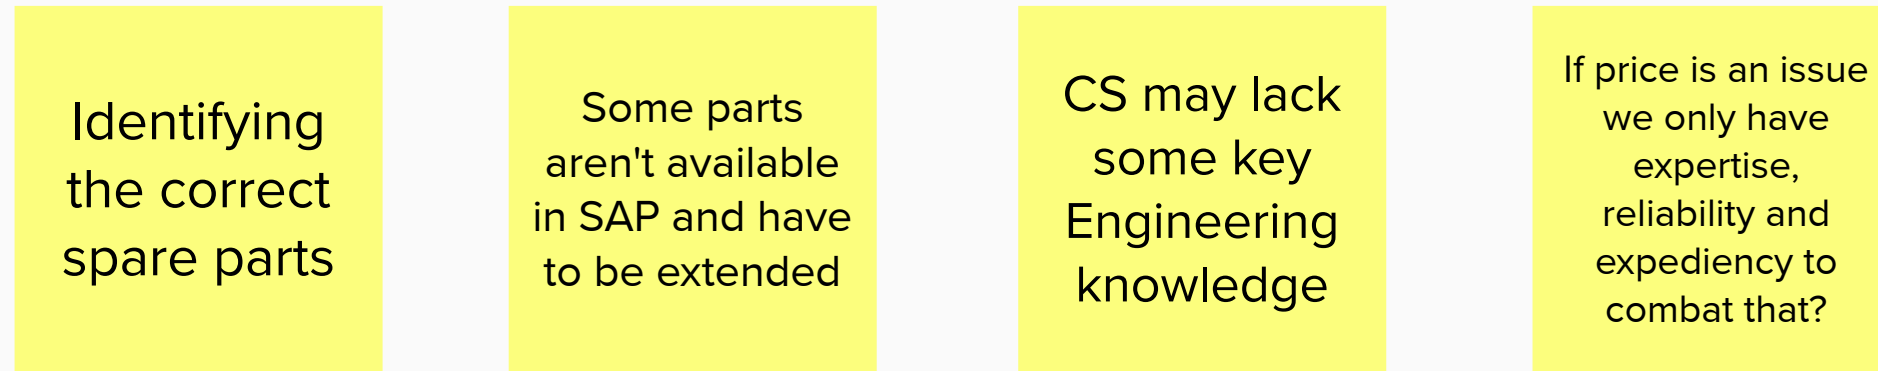 Identifying
the correct
spare parts
Some parts
aren't available
in SAP and have
to be extended
CS may lack
some key
Engineering
knowledge
If price is an issue
we only have
expertise,
reliability and
expediency to
combat that?